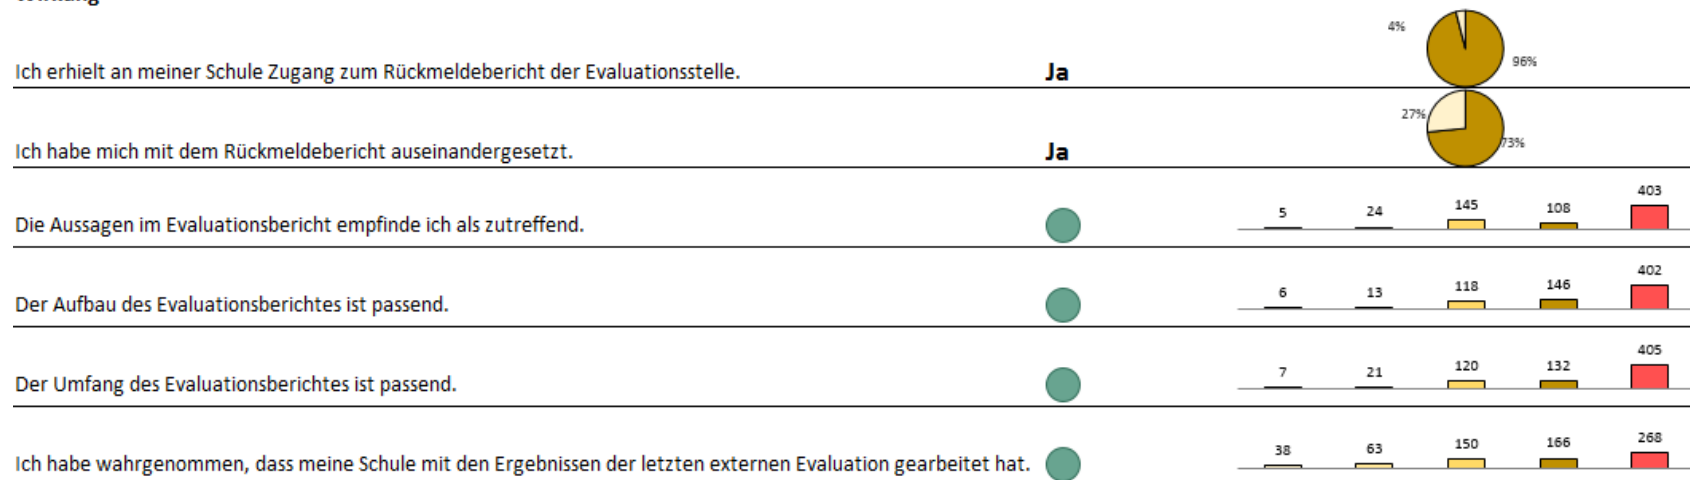 4%
96%
Ich erhielt an meiner Schule Zugang zum Rückmeldebericht der Evaluationsstelle. Ja
27%
73%
Ich habe mich mit dem Rückmeldebericht auseinandergesetzt. Ja
5 24 145 108 403
Die Aussagen im Evaluationsbericht empfinde ich als zutreffend.
6 13 118 146 402
Der Aufbau des Evaluationsberichtes ist passend.
7 21 120 132 405
Der Umfang des Evaluationsberichtes ist passend.
38 63 150 166 268
Ich habe wahrgenommen, dass meine Schule mit den Ergebnissen der letzten externen Evaluation gearbeitet hat.